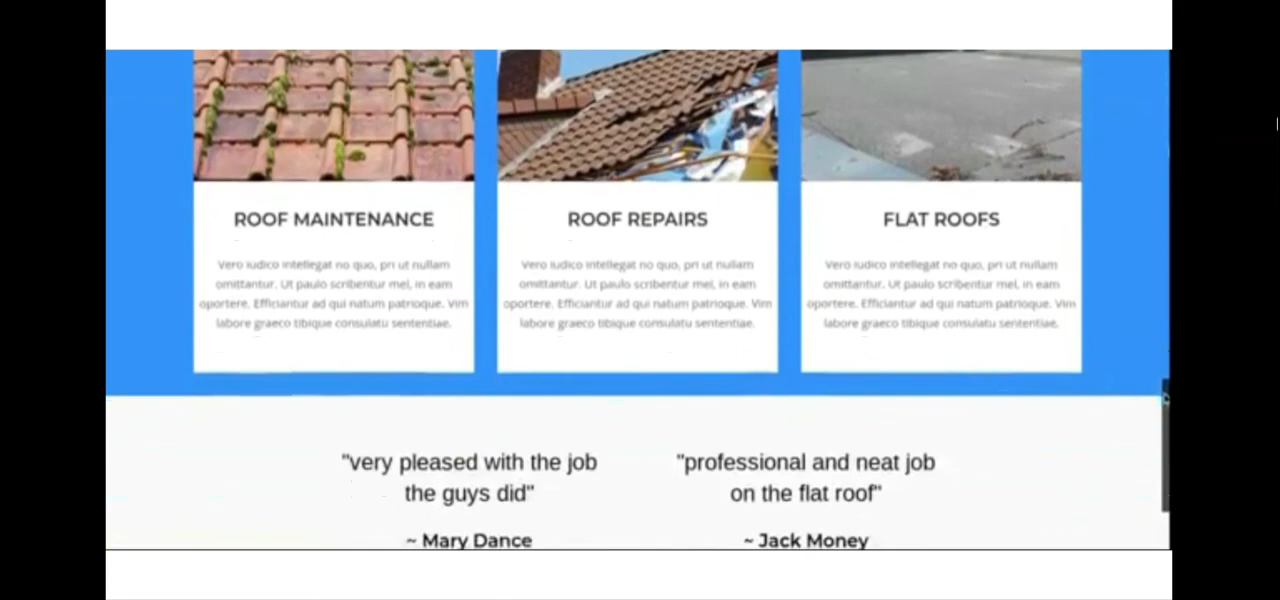 ROOF MAINTENANCE
Vero iudico intellegat no quo, pri ut nullam
omittantur. Ut paulo scribentur mel, in eam
oportere. Efficiantur ad qui natum patrioque. Vim
labore graeco tibique consulatu sententiae.
ROOF REPAIRS
Vero iudico intellegat no quo, pri ut nullam
omittantur. Ut paulo scribentur mel, in eam
oportere. Efficiantur ad qui natum patrioque. Vim
labore graeco tibique consulatu sententiae.
FLAT ROOFS
Vero iudico intellegat no quo, pri ut nullam
omittantur. Ut paulo scribentur mel, in eam
oportere. Efficiantur ad qui natum patrioque. Vim
labore graeco tibique consulatu sententiae.
"very pleased with the job
the guys did"
~ Mary Dance
"professional and neat job
on the flat roof"
~ Jack Money